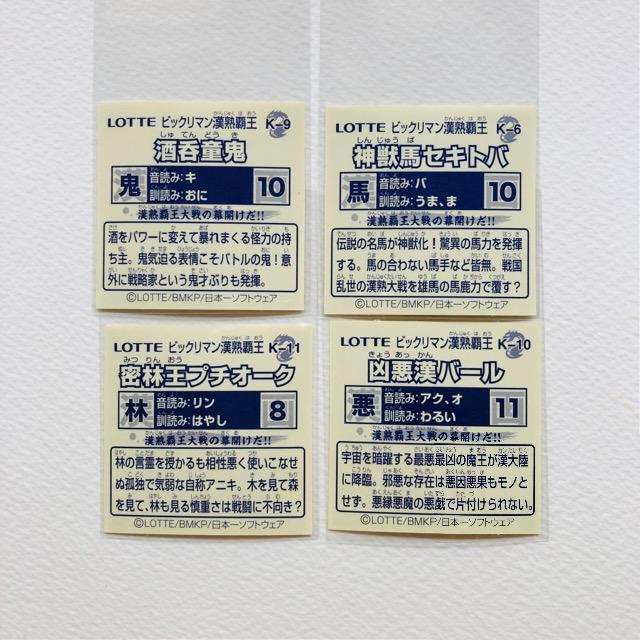 LOTTE ビックリマン漢熟覇王 K-9
酒呑童鬼
鬼 音読み:キ 10
訓読み:おに
漢熟覇王大戦の幕開けだ!!
酒をパワーに変えて暴れまくる怪力の持
ち主。鬼気迫る表情こそバトルの鬼!意
外に戦略家という鬼才ぶりも発揮。
©LOTTE/BMKP/日本一ソフトウェア
LOTTE ビックリマン漢熟覇王 K-6
神獣馬セキトバ
馬 音読み:バ 10
訓読み:うま、ま
漢熟覇王大戦の幕開けだ!!
伝説の名馬が神獣化!驚異の馬力を発揮
する。馬の合わない馬手など皆無。戦国
乱世の漢熟大戦を雄馬の馬鹿力で覆す?
©LOTTE/BMKP/日本一ソフトウェア
LOTTE ビックリマン漢熟覇王 K-11
密林王プチオーク
林 音読み:リン 8
訓読み:はやし
漢熟覇王大戦の幕開けだ!!
林の言霊を授かるも相性悪く使いこなせ
ぬ孤独で気弱な自称アニキ。木を見て森
を見て、林も見る慎重さは戦闘に不向き?
©LOTTE/BMKP/日本一ソフトウェア
LOTTE ビックリマン漢熟覇王 K-10
凶悪漢バール
悪 音読み:アク、オ 11
訓読み:わるい
漢熟覇王大戦の幕開けだ!!
宇宙を暗躍する最悪最凶の魔王が漢大陸
に降臨。邪悪な存在は悪因悪果もモノと
せず。悪縁悪魔の悪戯で片付けられない。
©LOTTE/BMKP/日本一ソフトウェア